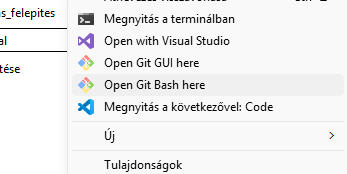 s_felepites
Megnyitás a terminálban
Open with Visual Studio
al
Open Git GUI here
tése
Open Git Bash here
Megnyitás a következővel: Code
Új
Tulajdonságok